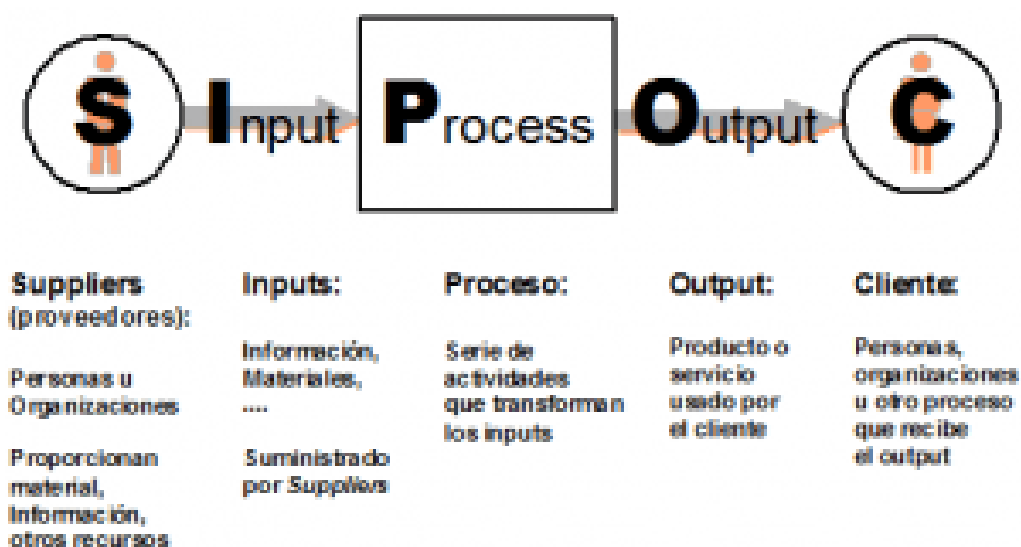 S Input Process Output C
Suppliers
(proveedores):
Personas u
Organizaciones
Proporcionan
material,
Información,
otros recursos
Inputs:
Información,
Materiales,
....
Suministrado
por Suppliers
Proceso:
Serie de
actividades
que transforman
los inputs
Output:
Producto o
servicio
usado por
el cliente
Cliente:
Personas,
organizaciones
u otro proceso
que recibe
el output